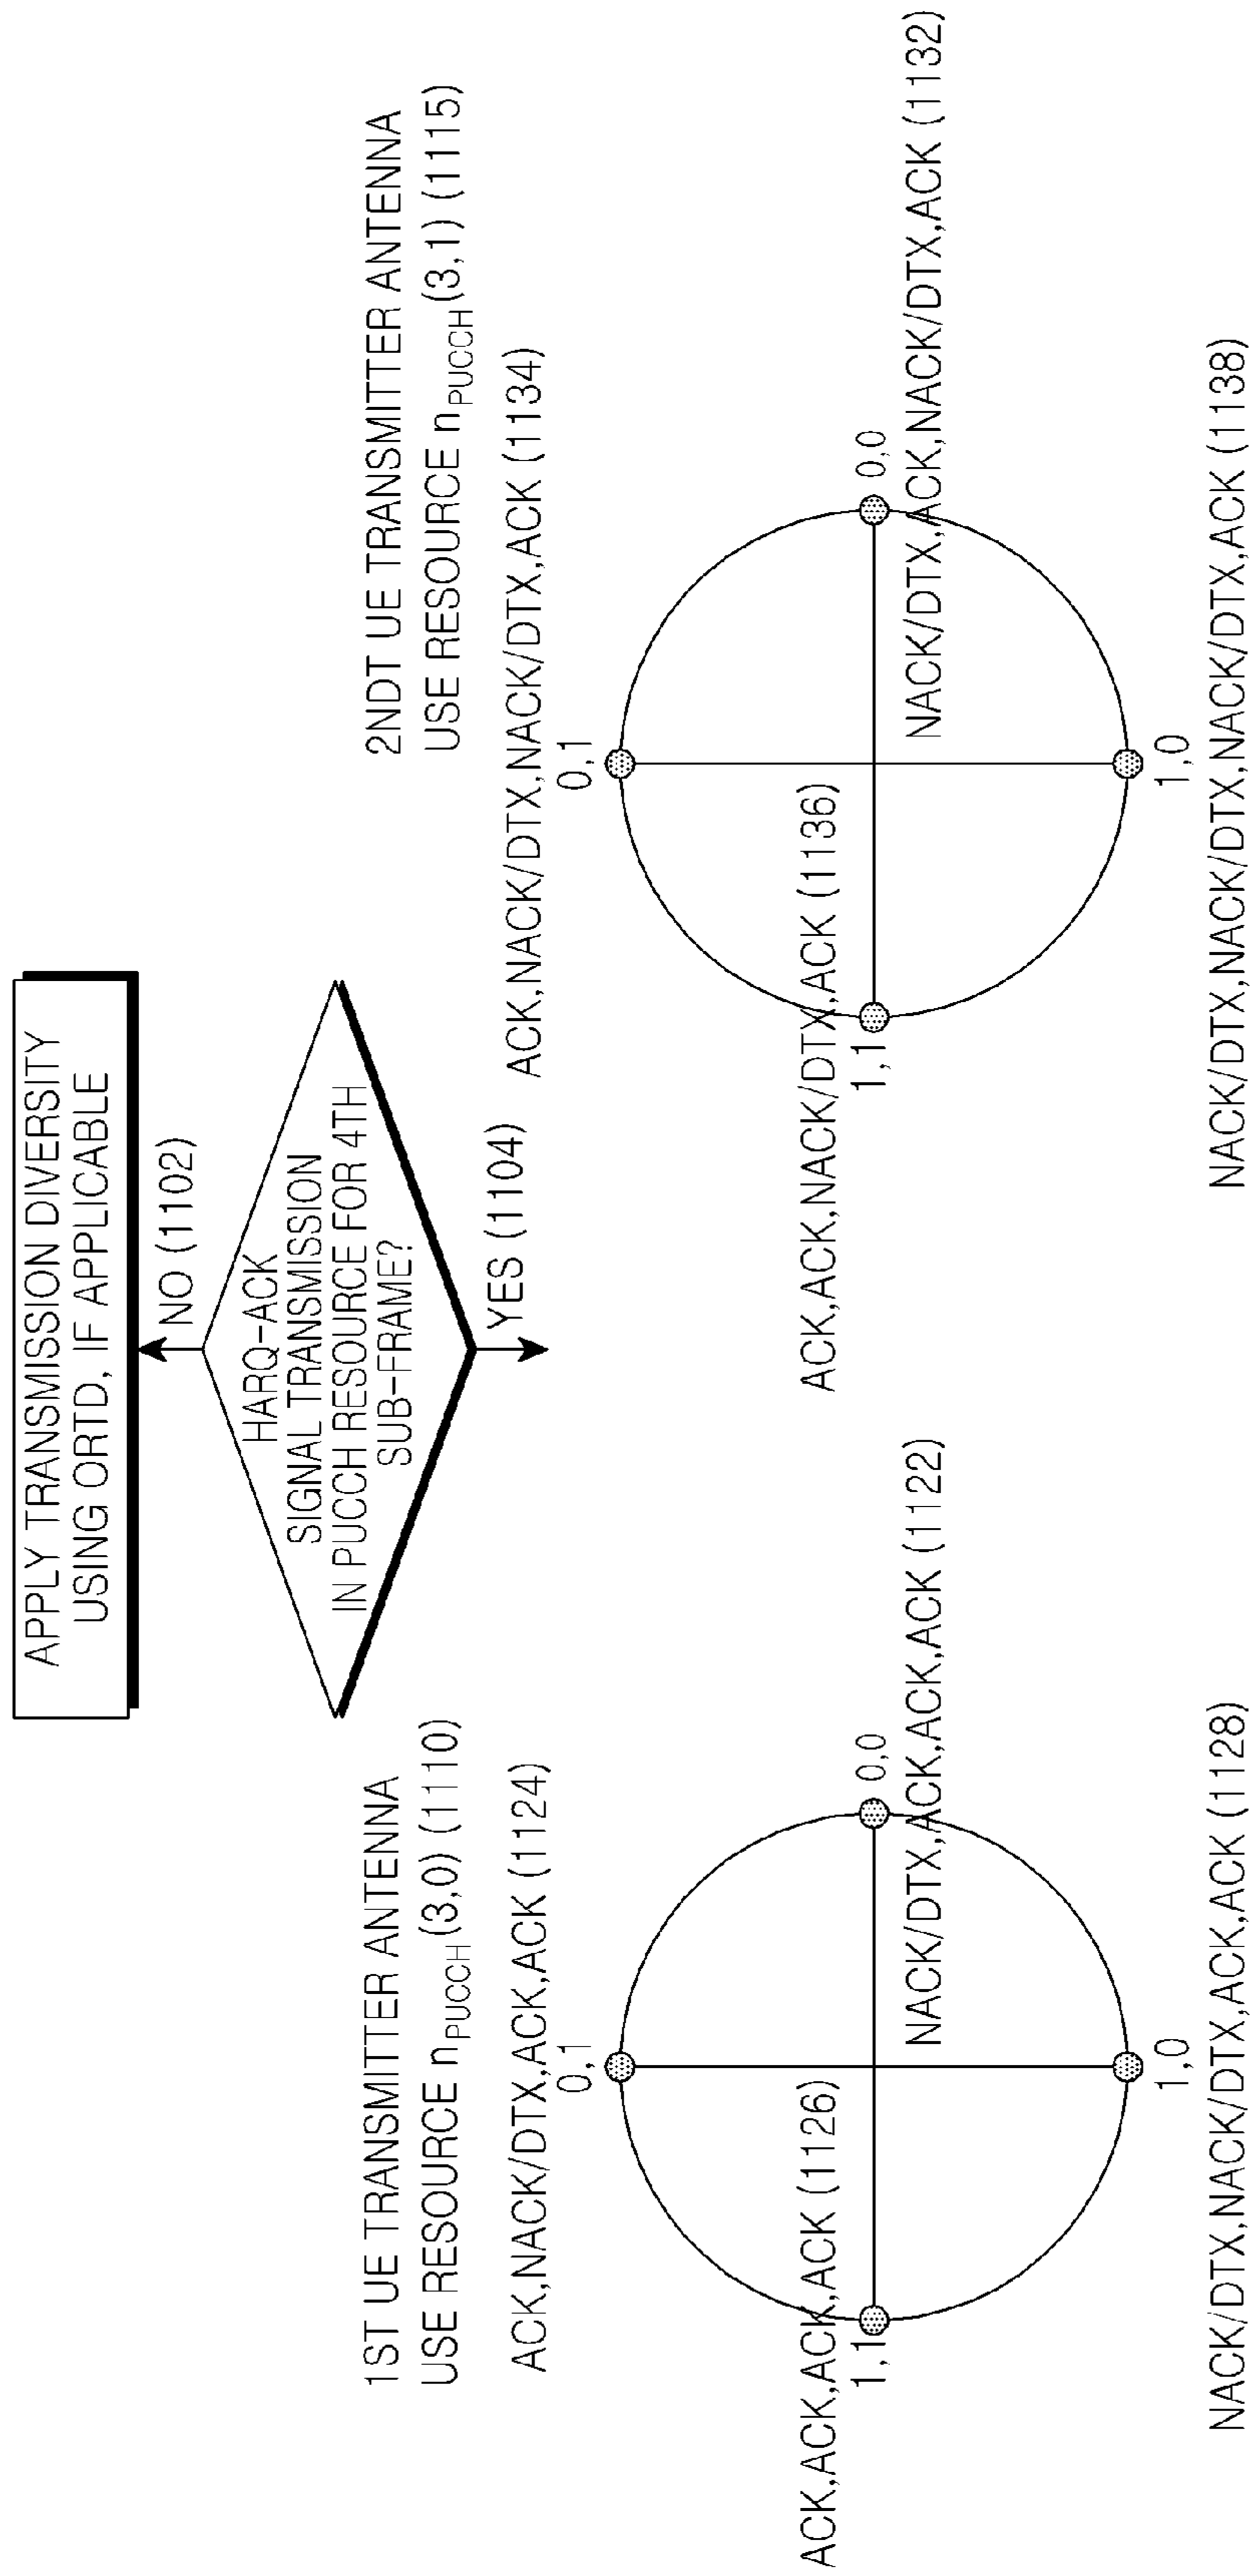 APPLY TRANSMISSION DIVERSITY
USING ORTD, IF APPLICABLE
NO (1102)
HARQ-ACK
SIGNAL TRANSMISSION
IN PUCCH RESOURCE FOR 4TH
SUB-FRAME?
YES (1104)
1ST UE TRANSMITTER ANTENNA
USE RESOURCE nPUCCH(3,0) (1110)
ACK,NACK/DTX,ACK,ACK (1124)
0,1
ACK,ACK,ACK,ACK (1126)
1,1
0,0
NACK/DTX,ACK,ACK,ACK (1122)
1,0
NACK/DTX,NACK/DTX,ACK,ACK (1128)
2NDT UE TRANSMITTER ANTENNA
USE RESOURCE nPUCCH(3,1) (1115)
ACK,NACK/DTX,NACK/DTX,ACK (1134)
0,1
ACK,ACK,NACK/DTX,ACK (1136)
1,1
0,0
NACK/DTX,ACK,NACK/DTX,ACK (1132)
1,0
NACK/DTX,NACK/DTX,NACK/DTX,ACK (1138)